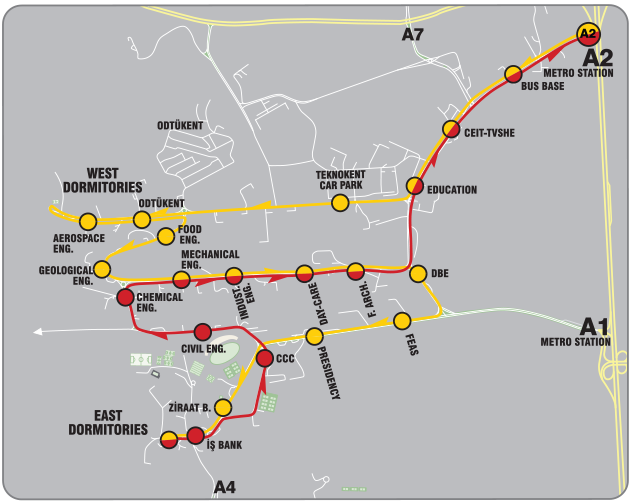 A7
A2
A2
METRO STATION
BUS BASE
CEIT-TVSHE
ODTÜKENT
WEST
DORMITORIES
TEKNOKENT
CAR PARK
EDUCATION
ODTÜKENT
AEROSPACE
ENG.
FOOD
ENG.
GEOLOGICAL
ENG.
MECHANICAL
ENG.
DBE
CHEMICAL
ENG.
INDUST.
ENG.
DAY-CARE
F. ARCH.
A1
METRO STATION
CIVIL ENG.
CCC
PRESIDENCY
FEAS
ZİRAAT B.
EAST
DORMITORIES
İŞ BANK
A4